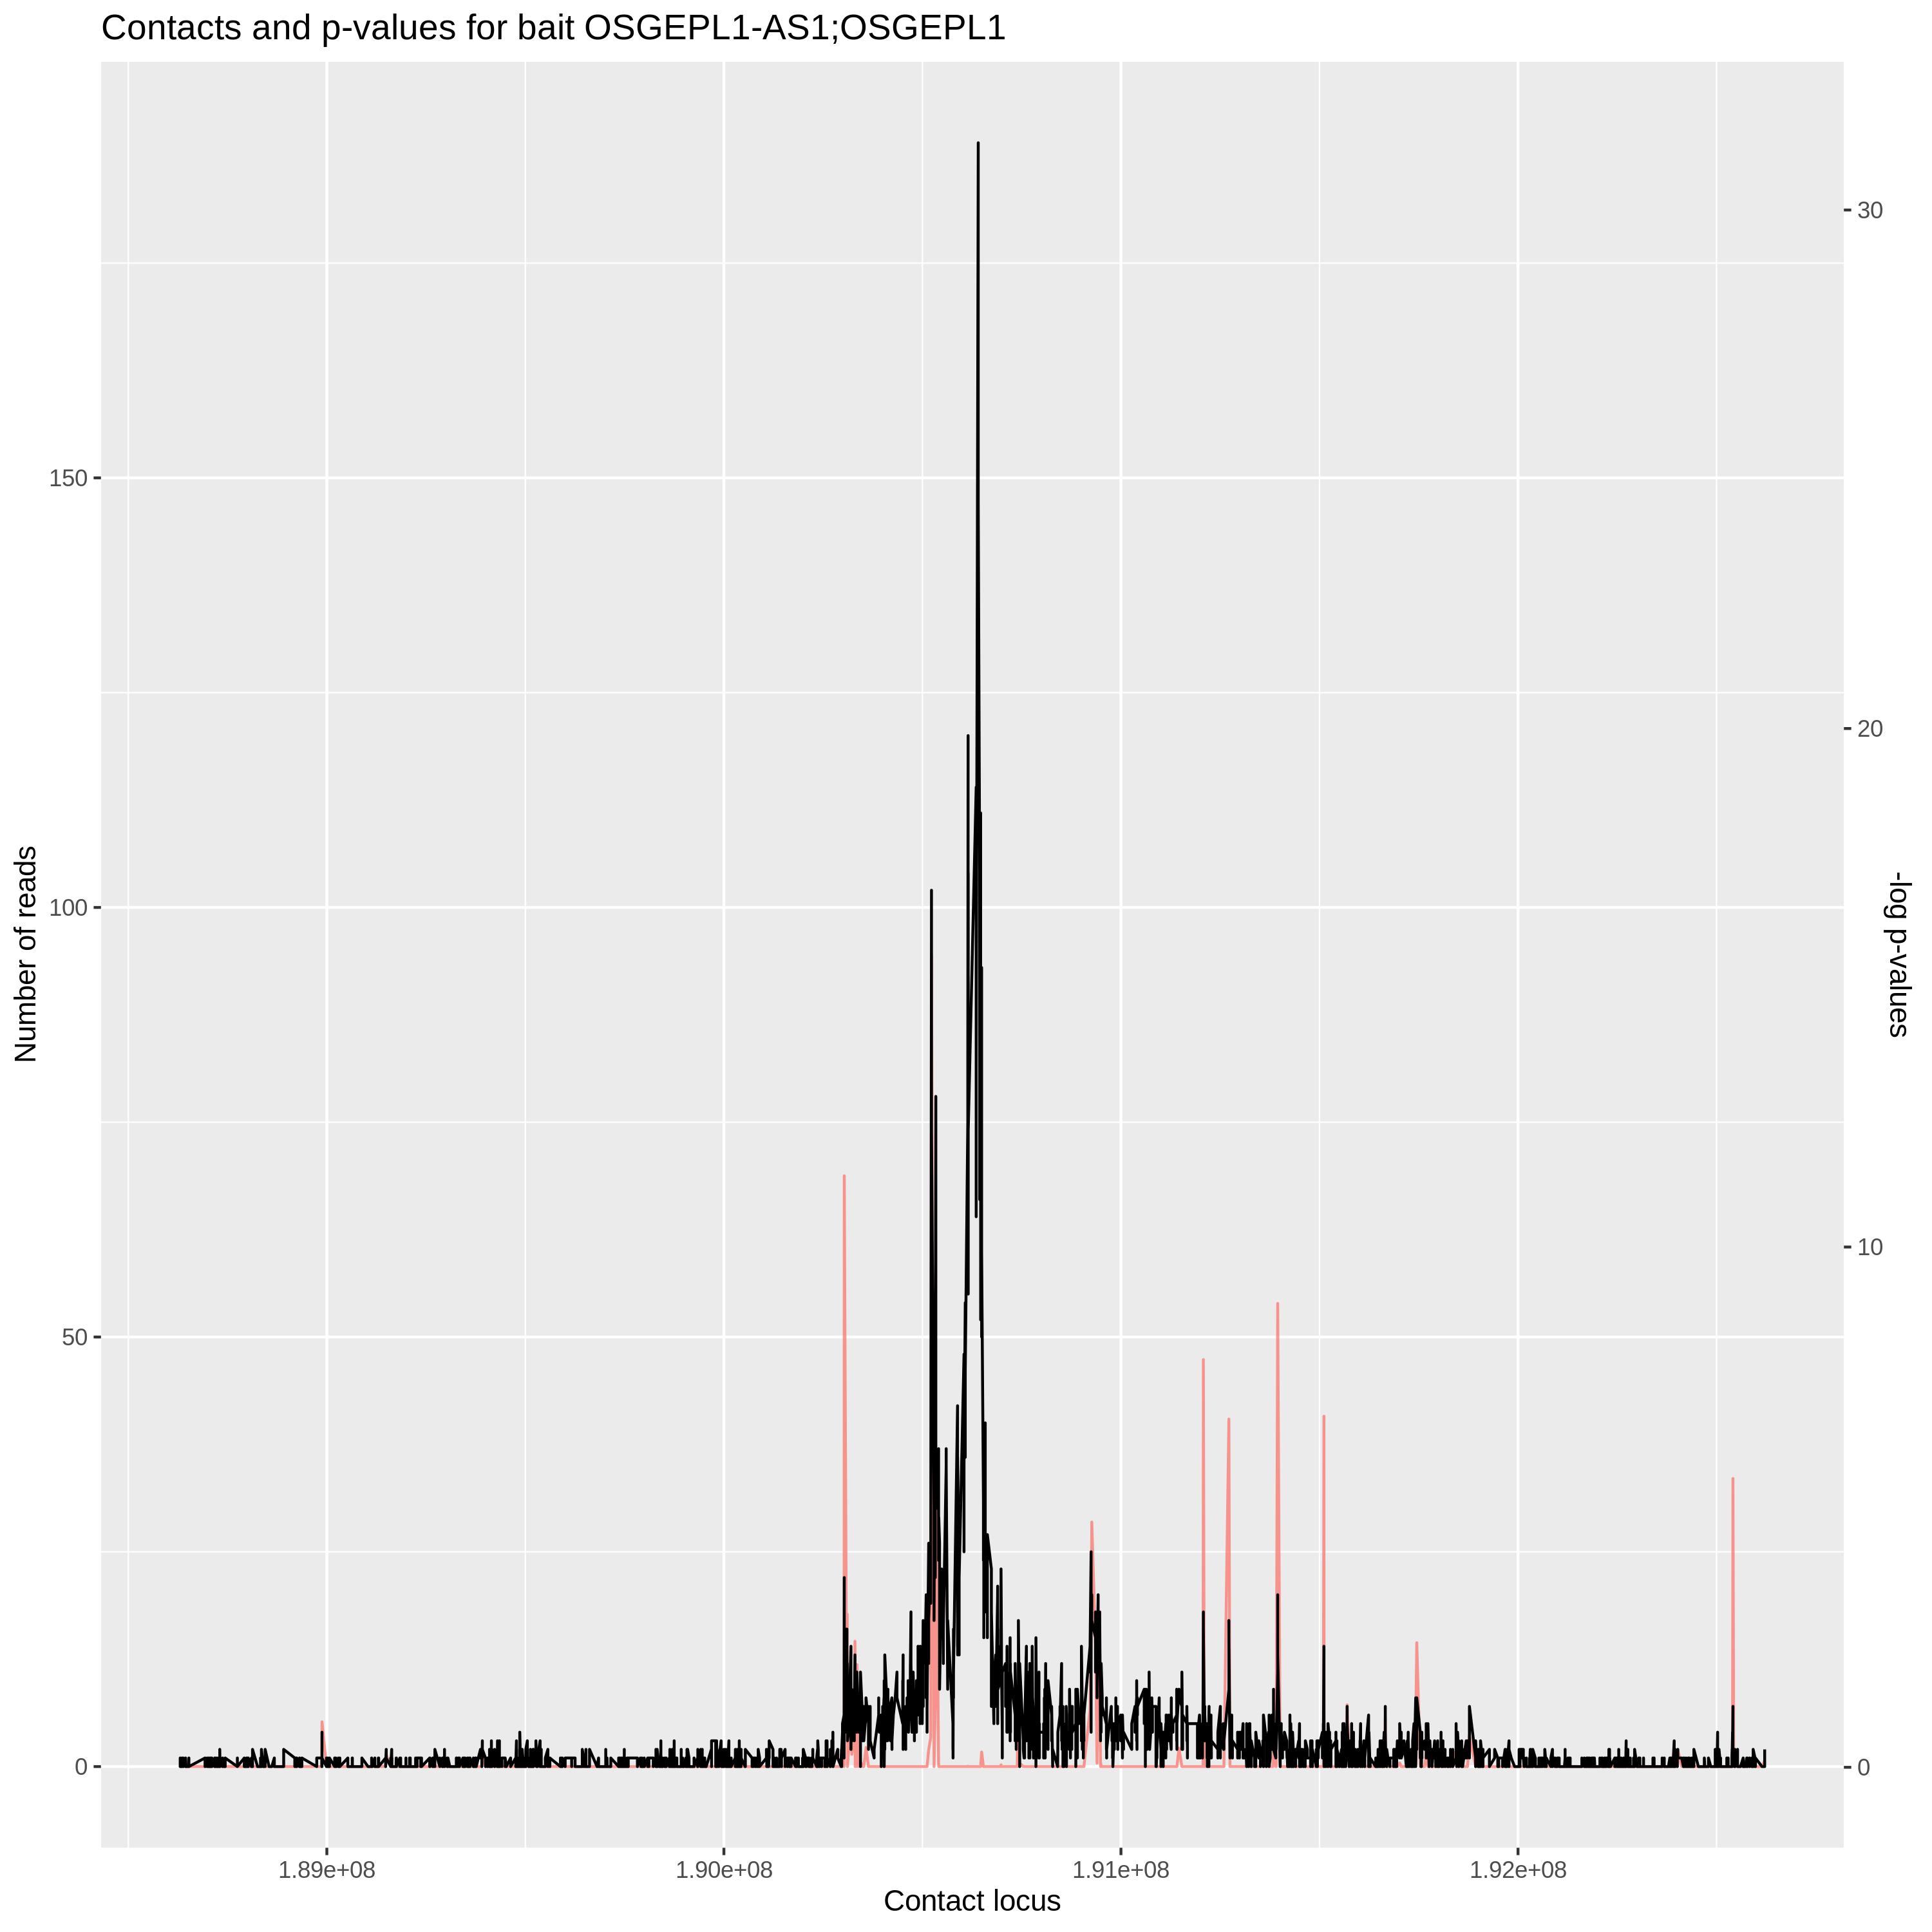 Contacts and p-values for bait OSGEPL1-AS1;OSGEPL1
Number of reads
150
100
50
0
30
20
10
0
-log p-values
1.89e+08
1.90e+08
1.91e+08
1.92e+08
Contact locus